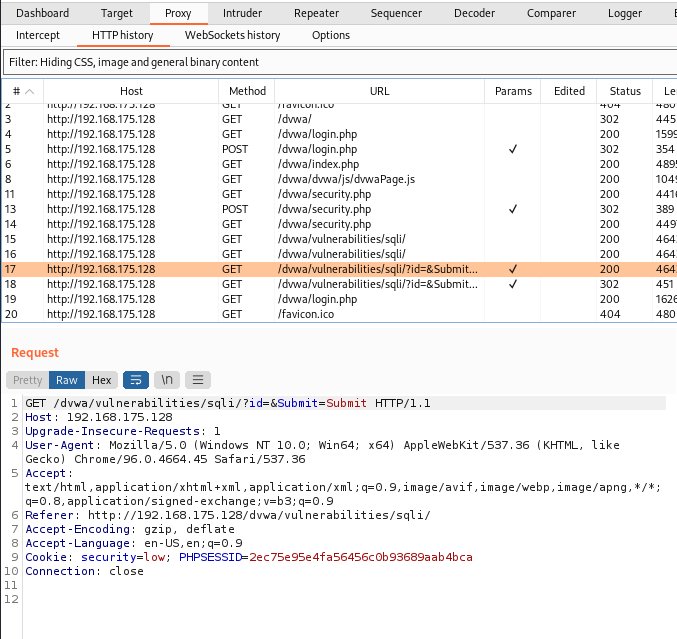 Dashboard Target Proxy Intruder Repeater Sequencer Decoder Comparer Logger
Intercept HTTP history WebSockets history Options
Filter: Hiding CSS, image and general binary content
# Host Method URL Params Edited Status Le
2 http://192.168.175.128 GET /favicon.ico 404 480
3 http://192.168.175.128 GET /dvwa/ 302 445
4 http://192.168.175.128 GET /dvwa/login.php 200 1599
5 http://192.168.175.128 POST /dvwa/login.php ✓ 302 354
6 http://192.168.175.128 GET /dvwa/index.php 200 4895
8 http://192.168.175.128 GET /dvwa/dvwa/js/dvwaPage.js 200 1049
11 http://192.168.175.128 GET /dvwa/security.php 200 4416
13 http://192.168.175.128 POST /dvwa/security.php ✓ 302 389
14 http://192.168.175.128 GET /dvwa/security.php 200 449
15 http://192.168.175.128 GET /dvwa/vulnerabilities/sqli/ 200 464
16 http://192.168.175.128 GET /dvwa/vulnerabilities/sqli/ 200 464
17 http://192.168.175.128 GET /dvwa/vulnerabilities/sqli/?id=&Submit... ✓ 200 464
18 http://192.168.175.128 GET /dvwa/vulnerabilities/sqli/?id=&Submit... ✓ 302 451
19 http://192.168.175.128 GET /dvwa/login.php 200 1626
20 http://192.168.175.128 GET /favicon.ico 404 480
Request
Pretty Raw Hex \n
1 GET /dvwa/vulnerabilities/sqli/?id=&Submit=Submit HTTP/1.1
2 Host: 192.168.175.128
3 Upgrade-Insecure-Requests: 1
4 User-Agent: Mozilla/5.0 (Windows NT 10.0; Win64; x64) AppleWebKit/537.36 (KHTML, like
Gecko) Chrome/96.0.4664.45 Safari/537.36
5 Accept:
text/html,application/xhtml+xml,application/xml;q=0.9,image/avif,image/webp,image/apng,*/*;
q=0.8,application/signed-exchange;v=b3;q=0.9
6 Referer: http://192.168.175.128/dvwa/vulnerabilities/sqli/
7 Accept-Encoding: gzip, deflate
8 Accept-Language: en-US,en;q=0.9
9 Cookie: security=low; PHPSESSID=2ec75e95e4fa56456c0b93689aab4bca
10 Connection: close
11
12